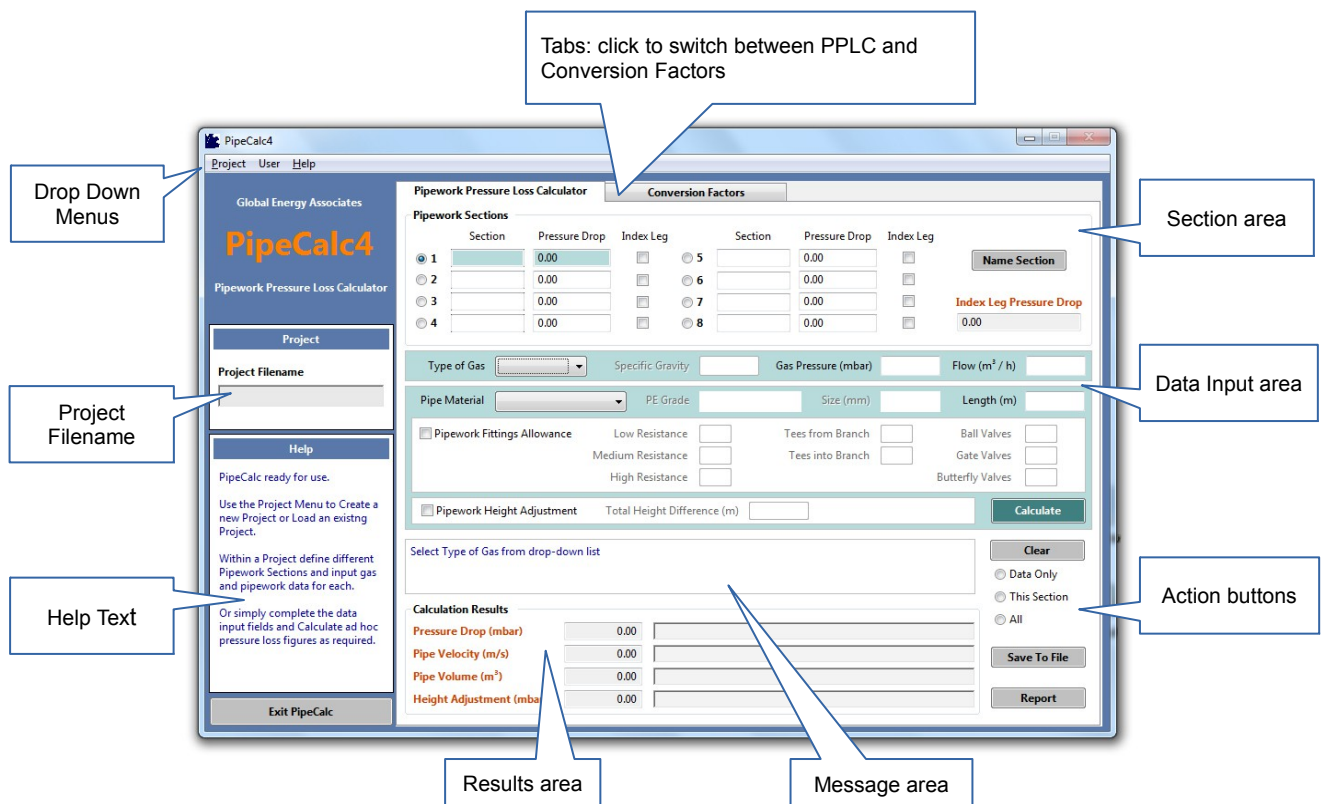 Tabs: click to switch between PPLC and
Conversion Factors
PipeCalc4
Project User Help
Drop Down
Menus
Global Energy Associates
PipeCalc4
Pipework Pressure Loss Calculator
Project
Project Filename
Project
Filename
Help
PipeCalc ready for use.
Use the Project Menu to Create a
new Project or Load an existng
Project.
Within a Project define different
Pipework Sections and input gas
and pipework data for each.
Or simply complete the data
input fields and Calculate ad hoc
pressure loss figures as required.
Help Text
Exit PipeCalc
Pipework Pressure Loss Calculator Conversion Factors
Pipework Sections
Section Pressure Drop Index Leg Section Pressure Drop Index Leg
1 0.00 5 0.00
2 0.00 6 0.00
3 0.00 7 0.00
4 0.00 8 0.00
Name Section
Index Leg Pressure Drop
0.00
Section area
Type of Gas Specific Gravity Gas Pressure (mbar) Flow (m³ / h)
Pipe Material PE Grade Size (mm) Length (m)
Data Input area
Pipework Fittings Allowance Low Resistance Tees from Branch Ball Valves
Medium Resistance Tees into Branch Gate Valves
High Resistance Butterfly Valves
Pipework Height Adjustment Total Height Difference (m) Calculate
Select Type of Gas from drop-down list
Clear
Data Only
This Section
All
Save To File
Report
Action buttons
Calculation Results
Pressure Drop (mbar) 0.00
Pipe Velocity (m/s) 0.00
Pipe Volume (m³) 0.00
Height Adjustment (mba 0.00
Results area
Message area